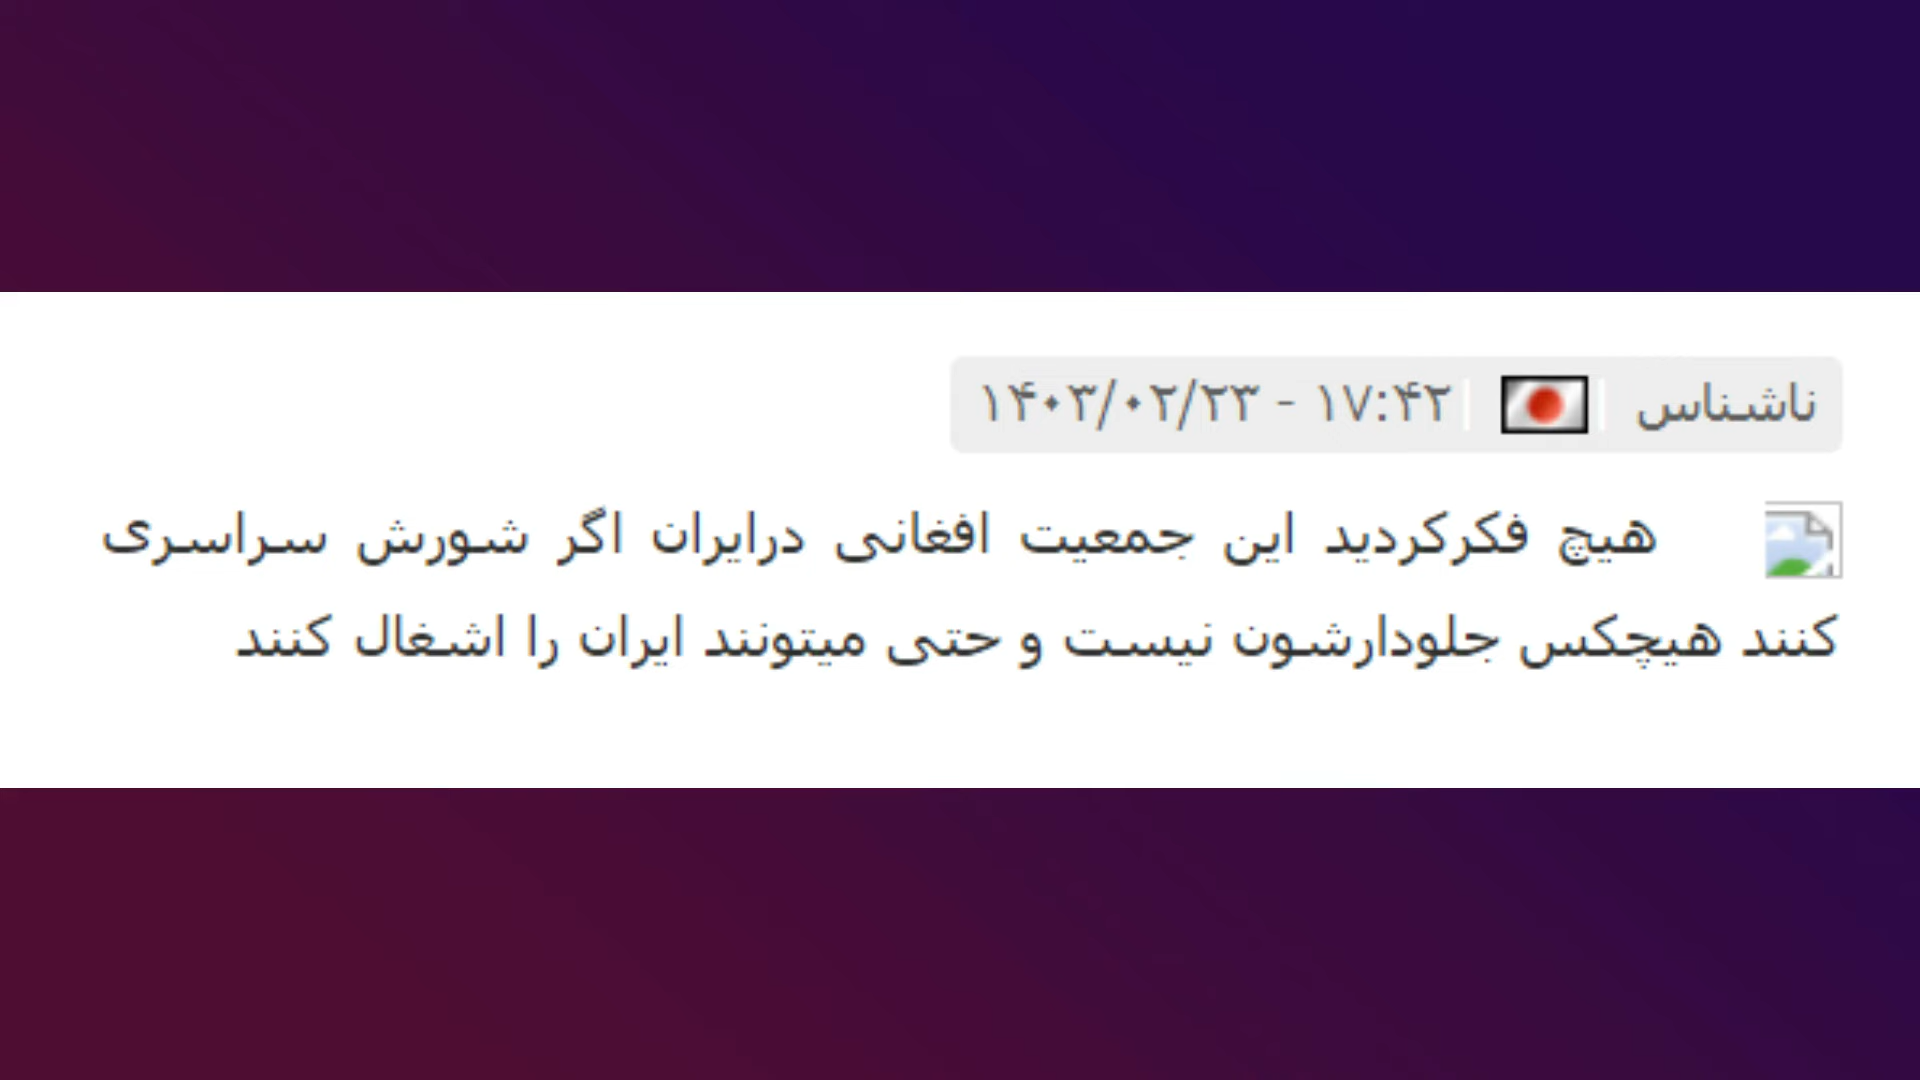 ناشناس ۱۷:۴۲ - ۱۴۰۳/۰۲/۲۳
هیچ فکرکردید این جمعیت افغانی درایران اگر شورش سراسری
کنند هیچکس جلودارشون نیست و حتی میتونند ایران را اشغال کنند